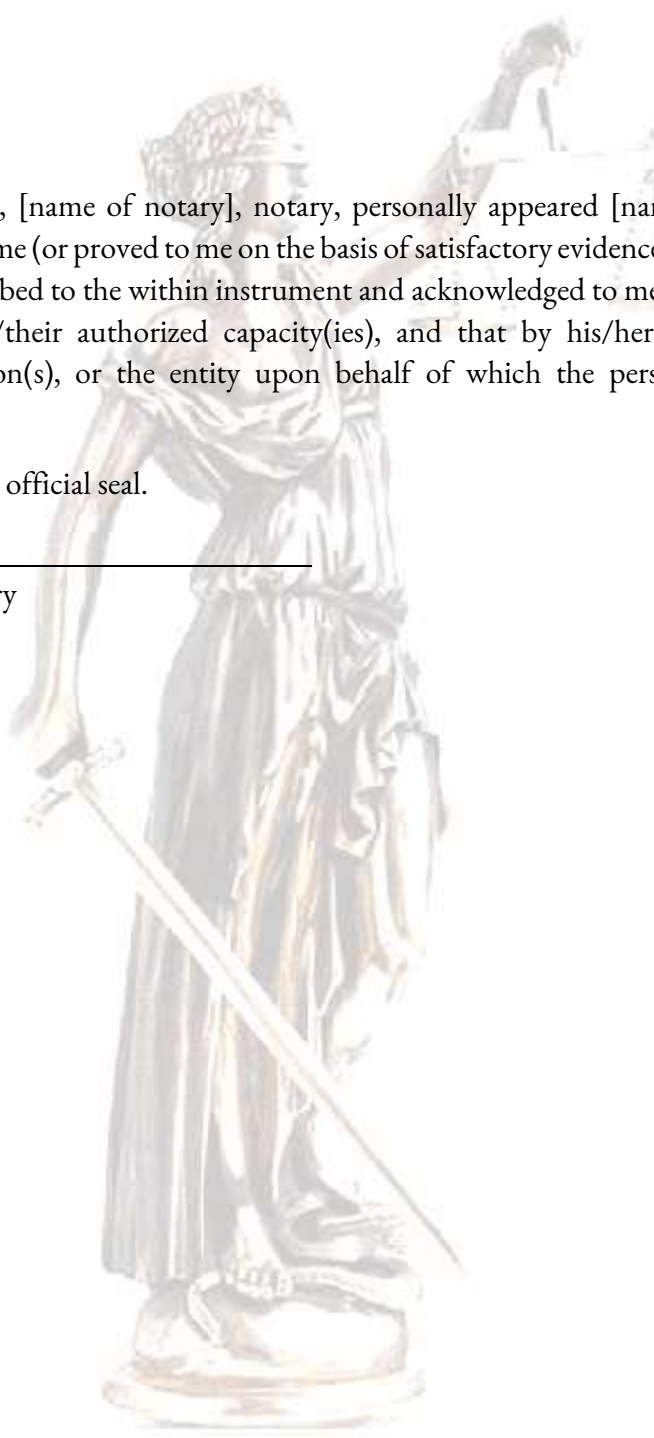 , [name of notary], notary, personally appeared [nar
me (or proved to me on the basis of satisfactory evidence
bed to the within instrument and acknowledged to me
/their authorized capacity(ies), and that by his/her
on(s), or the entity upon behalf of which the pers
official seal.
ry